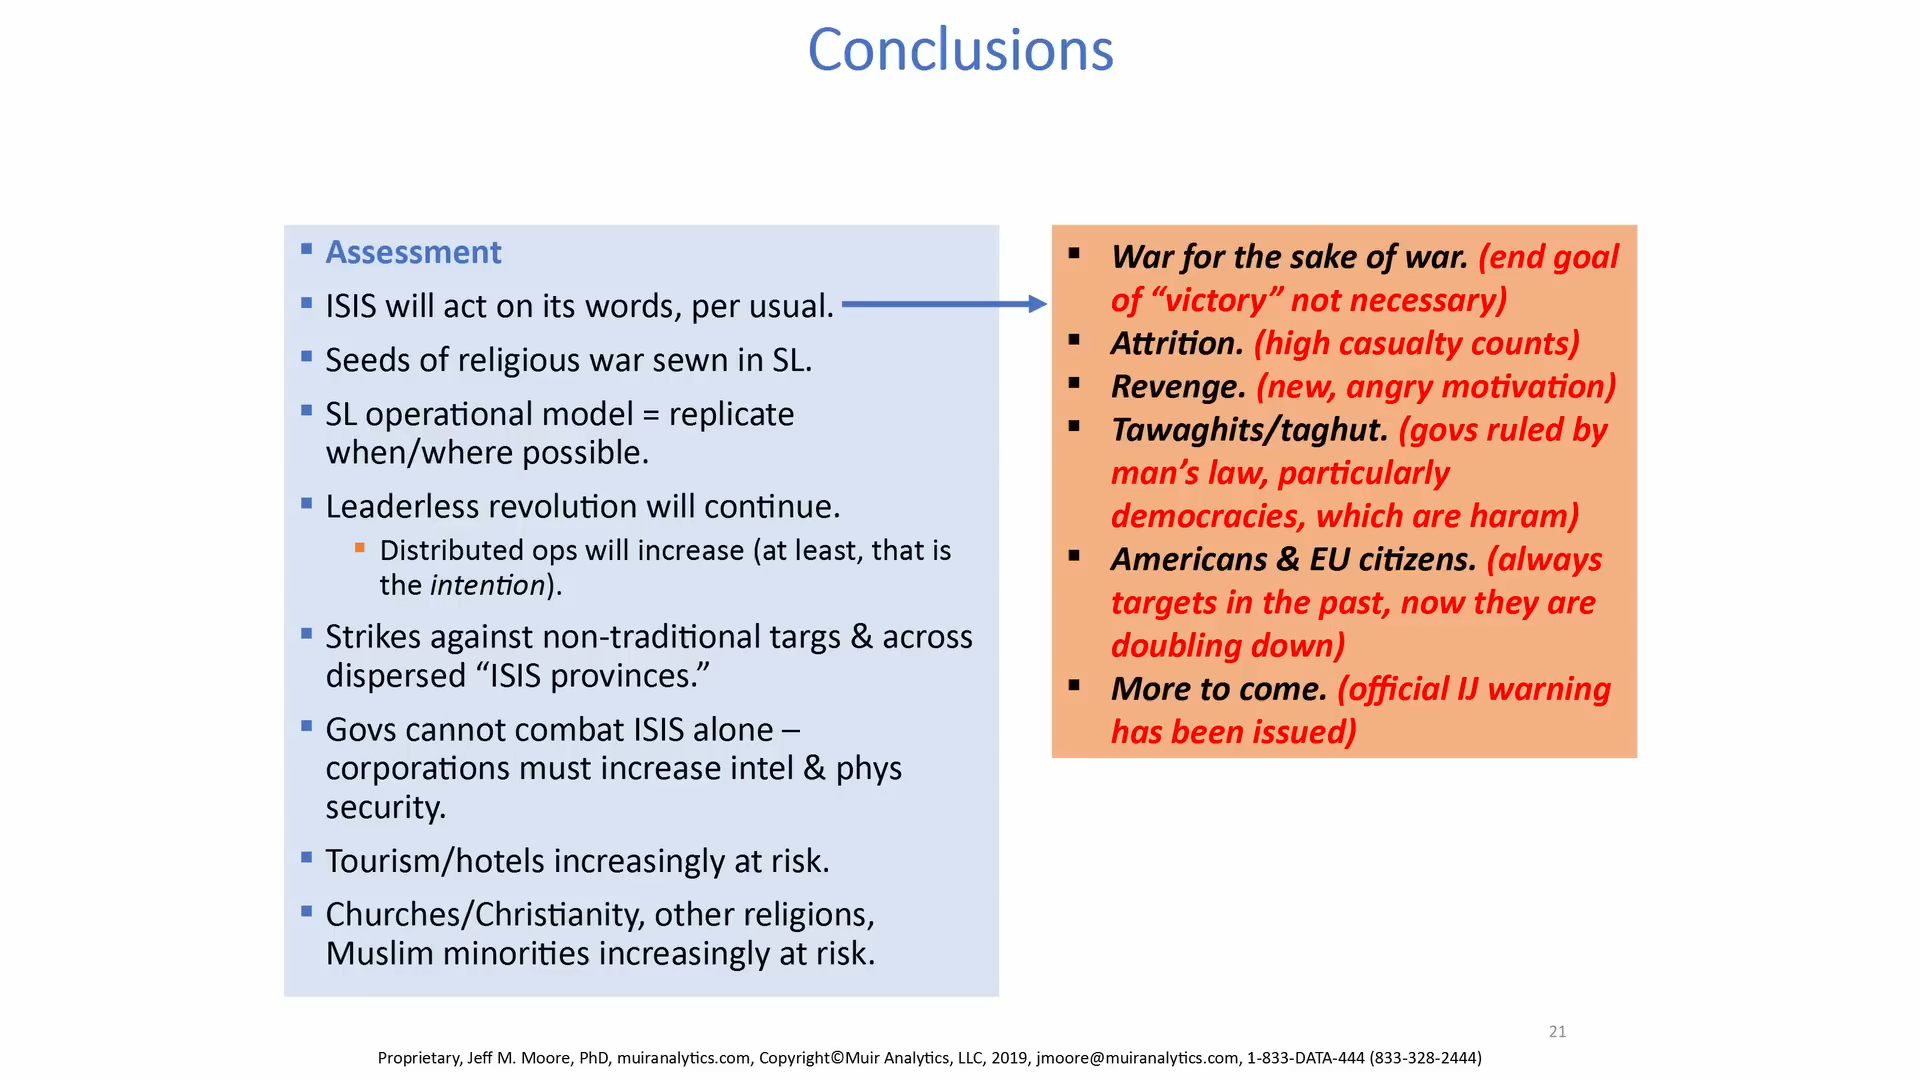 Conclusions
Assessment
ISIS will act on its words, per usual.
Seeds of religious war sewn in SL.
SL operational model = replicate
when/where possible.
Leaderless revolution will continue.
Distributed ops will increase (at least, that is
the intention).
Strikes against non-traditional targs & across
dispersed “ISIS provinces.”
Govs cannot combat ISIS alone –
corporations must increase intel & phys
security.
Tourism/hotels increasingly at risk.
Churches/Christianity, other religions,
Muslim minorities increasingly at risk.
War for the sake of war. (end goal
of “victory” not necessary)
Attrition. (high casualty counts)
Revenge. (new, angry motivation)
Tawaghits/taghut. (govs ruled by
man’s law, particularly
democracies, which are haram)
Americans & EU citizens. (always
targets in the past, now they are
doubling down)
More to come. (official IJ warning
has been issued)
21
Proprietary, Jeff M. Moore, PhD, muiranalytics.com, Copyright©Muir Analytics, LLC, 2019, jmoore@muiranalytics.com, 1-833-DATA-444 (833-328-2444)